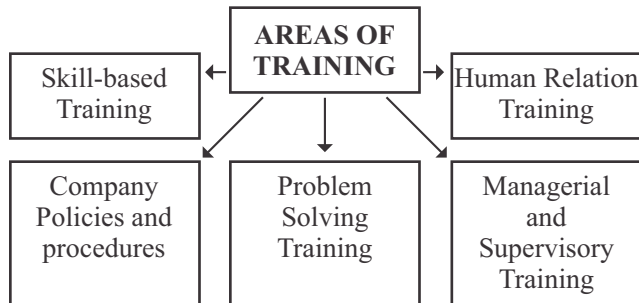 AREAS OF
TRAINING
Skill-based
Training
Human Relation
Training
Company
Policies and
procedures
Problem
Solving
Training
Managerial
and
Supervisory
Training